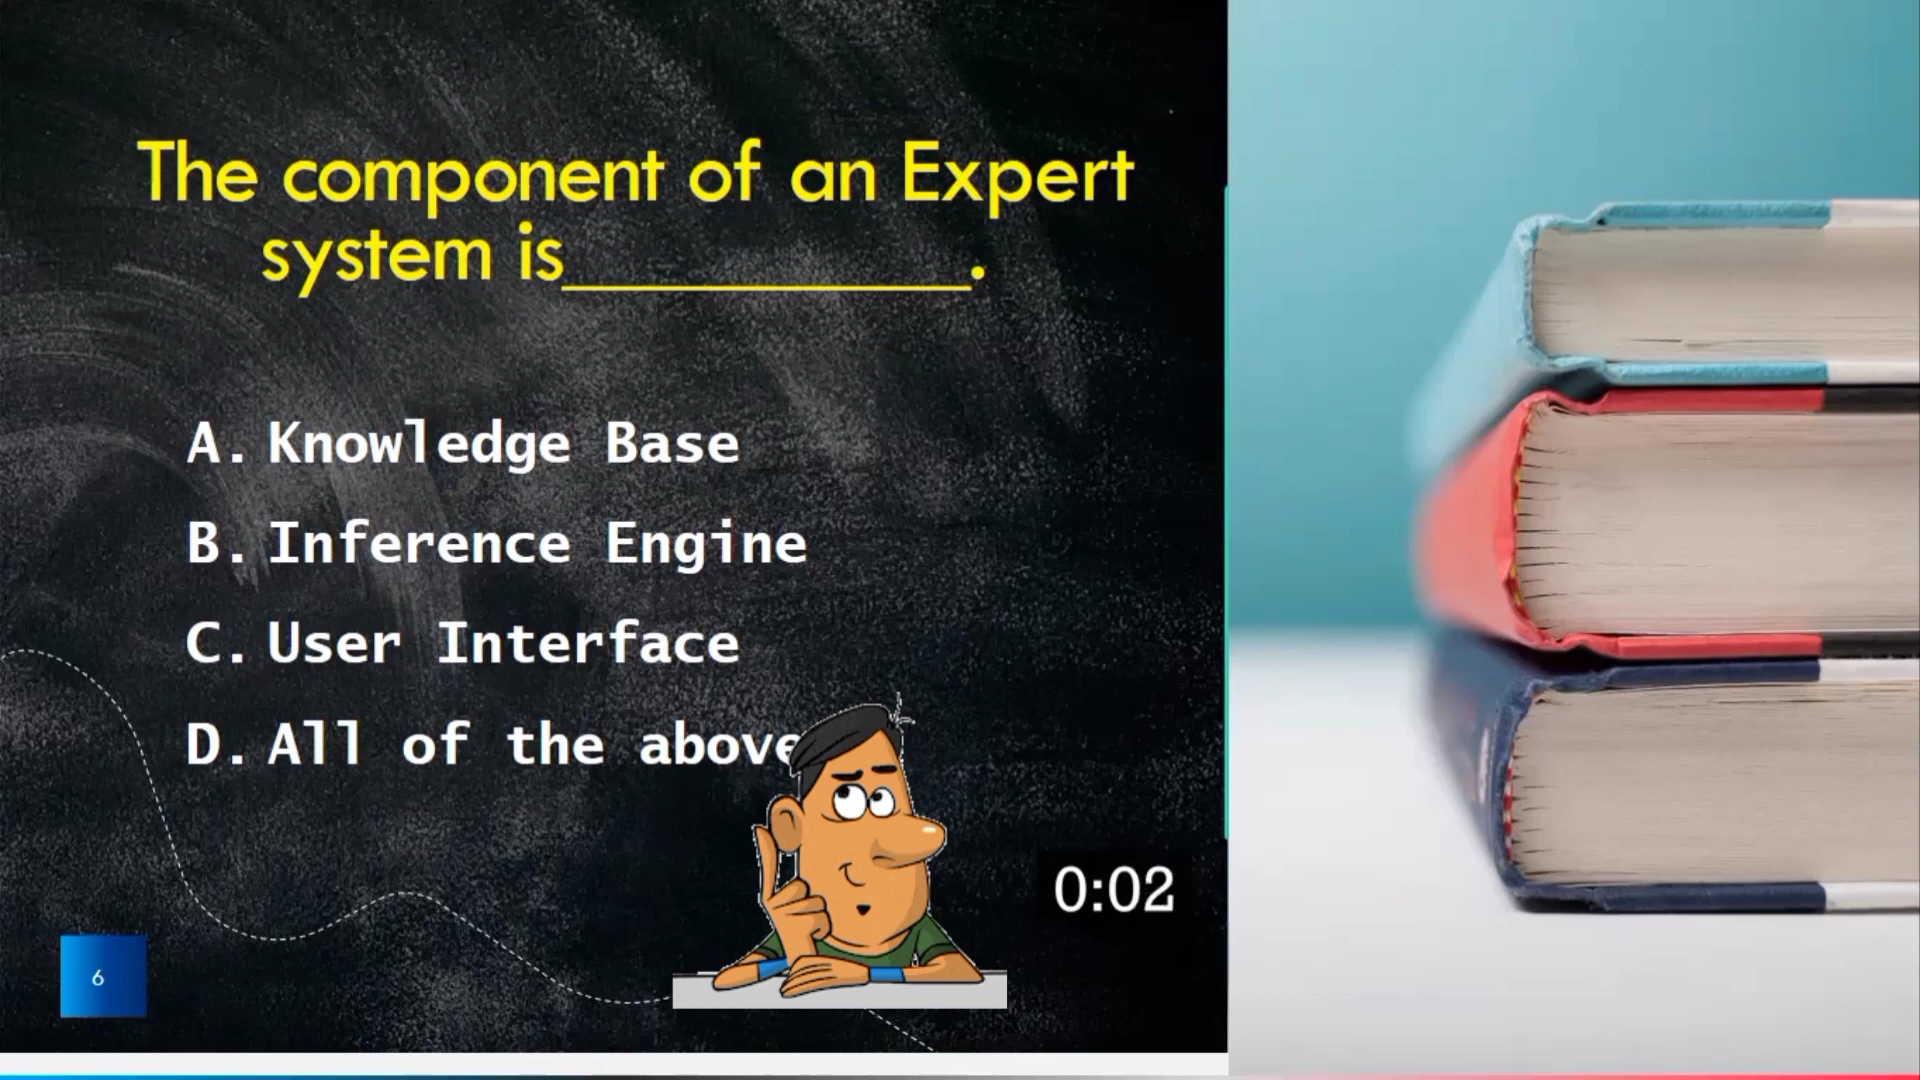 The component of an Expert
system is____________.
A. Knowledge Base
B. Inference Engine
C. User Interface
D. All of the above
0:02
6